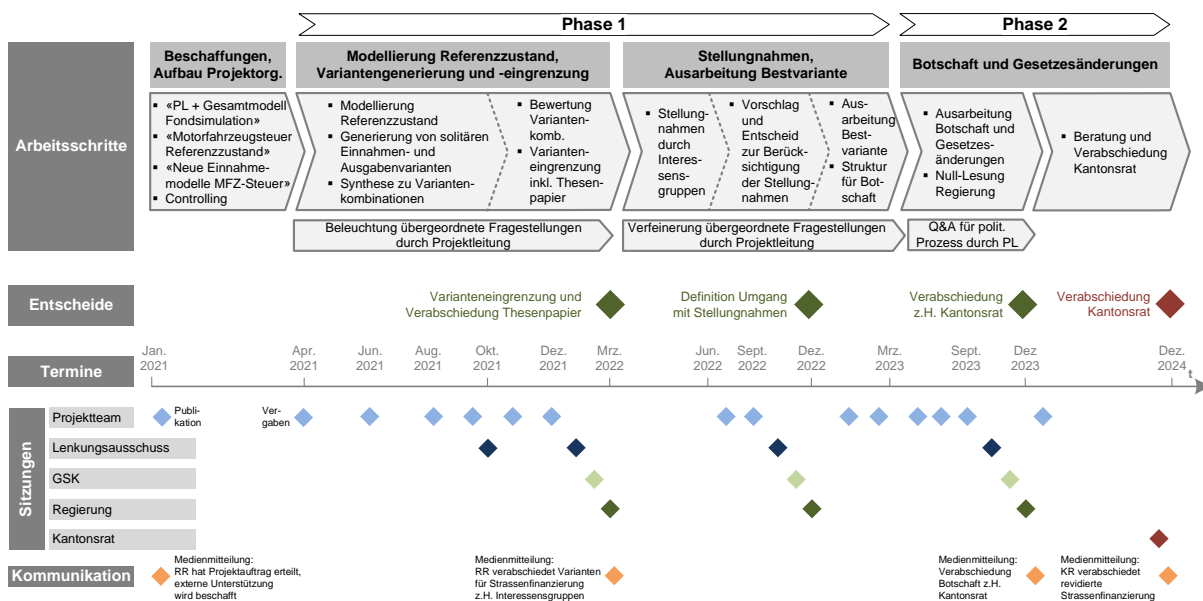 Phase 1
Phase 2
Arbeitsschritte
Beschaffungen,
Aufbau Projektorg.
Modellierung Referenzzustand,
Variantengenerierung und -eingrenzung
Stellungnahmen,
Ausarbeitung Bestvariante
Botschaft und Gesetzesänderungen
▪ «PL + Gesamtmodell
Fondsimulation»
▪ «Motorfahrzeugsteuer
Referenzzustand»
▪ «Neue Einnahme-
modelle MFZ-Steuer»
▪ Controlling
▪ Modellierung
Referenzzustand
▪ Generierung von solitären
Einnahmen- und
Ausgabenvarianten
▪ Synthese zu Varianten-
kombinationen
▪ Bewertung
Varianten-
komb.
▪ Varianten-
eingrenzung
inkl. Thesen-
papier
▪ Stellung-
nahmen
durch
Interes-
sens-
gruppen
▪ Vorschlag
und
Entscheid
zur Berück-
sichtigung
der Stellung-
nahmen
▪ Aus-
arbeitung
Best-
variante
▪ Struktur
für Bot-
schaft
▪ Ausarbeitung
Botschaft und
Gesetzes-
änderungen
▪ Null-Lesung
Regierung
▪ Beratung und
Verabschiedung
Kantonsrat
Beleuchtung übergeordnete Fragestellungen
durch Projektleitung
Verfeinerung übergeordnete Fragestellungen
durch Projektleitung
Q&A für polit.
Prozess durch PL
Entscheide
Varianteneingrenzung und
Verabschiedung Thesenpapier
Definition Umgang
mit Stellungnahmen
Verabschiedung
z.H. Kantonsrat
Verabschiedung
Kantonsrat
Termine
Jan.
2021
Apr.
2021
Jun.
2021
Aug.
2021
Okt.
2021
Dez.
2021
Mrz.
2022
Jun.
2022
Sept.
2022
Dez.
2022
Mrz.
2023
Sept.
2023
Dez
2023
Dez.
2024
t
Sitzungen
Projektteam
Publi-
kation
Ver-
gaben
Lenkungsausschuss
GSK
Regierung
Kantonsrat
Kommunikation
Medienmitteilung:
RR hat Projektauftrag erteilt,
externe Unterstützung
wird beschafft
Medienmitteilung:
RR verabschiedet Varianten
für Strassenfinanzierung
z.H. Interessensgruppen
Medienmitteilung:
Verabschiedung
Botschaft z.H.
Kantonsrat
Medienmitteilung:
KR verabschiedet
revidierte
Strassenfinanzierung